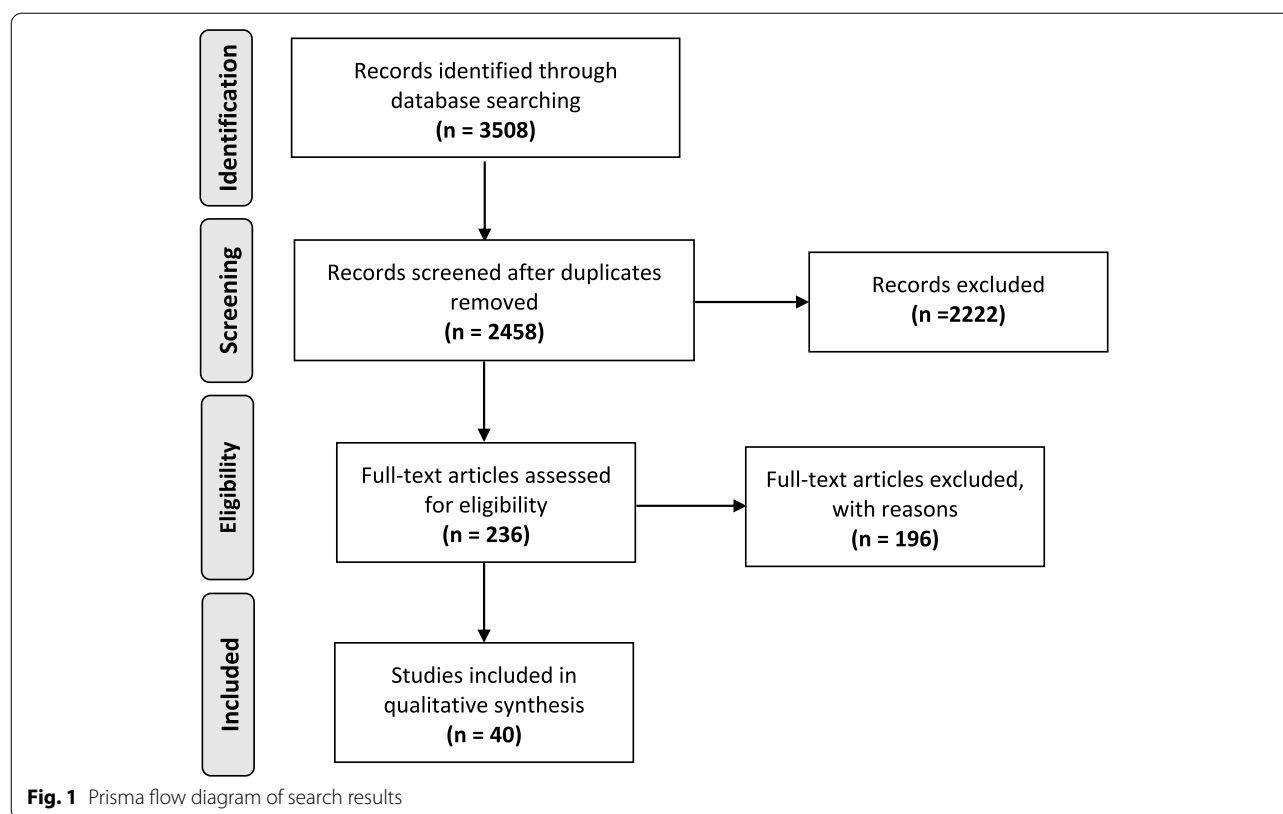 Identification
Records identified through
database searching
(n = 3508)
Screening
Records screened after duplicates
removed
(n = 2458)
Records excluded
(n =2222)
Eligibility
Full-text articles assessed
for eligibility
(n = 236)
Full-text articles excluded,
with reasons
(n = 196)
Included
Studies included in
qualitative synthesis
(n = 40)
Fig. 1 Prisma flow diagram of search results